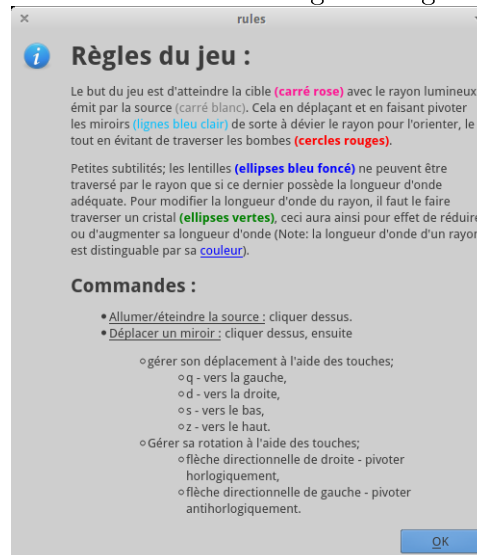 rules
Règles du jeu :
Le but du jeu est d'atteindre la cible (carré rose) avec le rayon lumineux
émit par la source (carré blanc). Cela en déplaçant et en faisant pivoter
les miroirs (lignes bleu clair) de sorte à dévier le rayon pour l'orienter, le
tout en évitant de traverser les bombes (cercles rouges).
Petites subtilités; les lentilles (ellipses bleu foncé) ne peuvent être
traversé par le rayon que si ce dernier possède la longueur d'onde
adéquate. Pour modifier la longueur d'onde du rayon, il faut le faire
traverser un cristal (ellipses vertes), ceci aura ainsi pour effet de réduire
ou d'augmenter sa longueur d'onde (Note: la longueur d'onde d'un rayon
est distinguable par sa couleur).
Commandes :
Allumer/éteindre la source : cliquer dessus.
Déplacer un miroir : cliquer dessus, ensuite
gérer son déplacement à l'aide des touches;
q - vers la gauche,
d - vers la droite,
s - vers le bas,
z - vers le haut.
Gérer sa rotation à l'aide des touches;
flèche directionnelle de droite - pivoter
horlogiquement,
flèche directionnelle de gauche - pivoter
antihorlogiquement.
OK